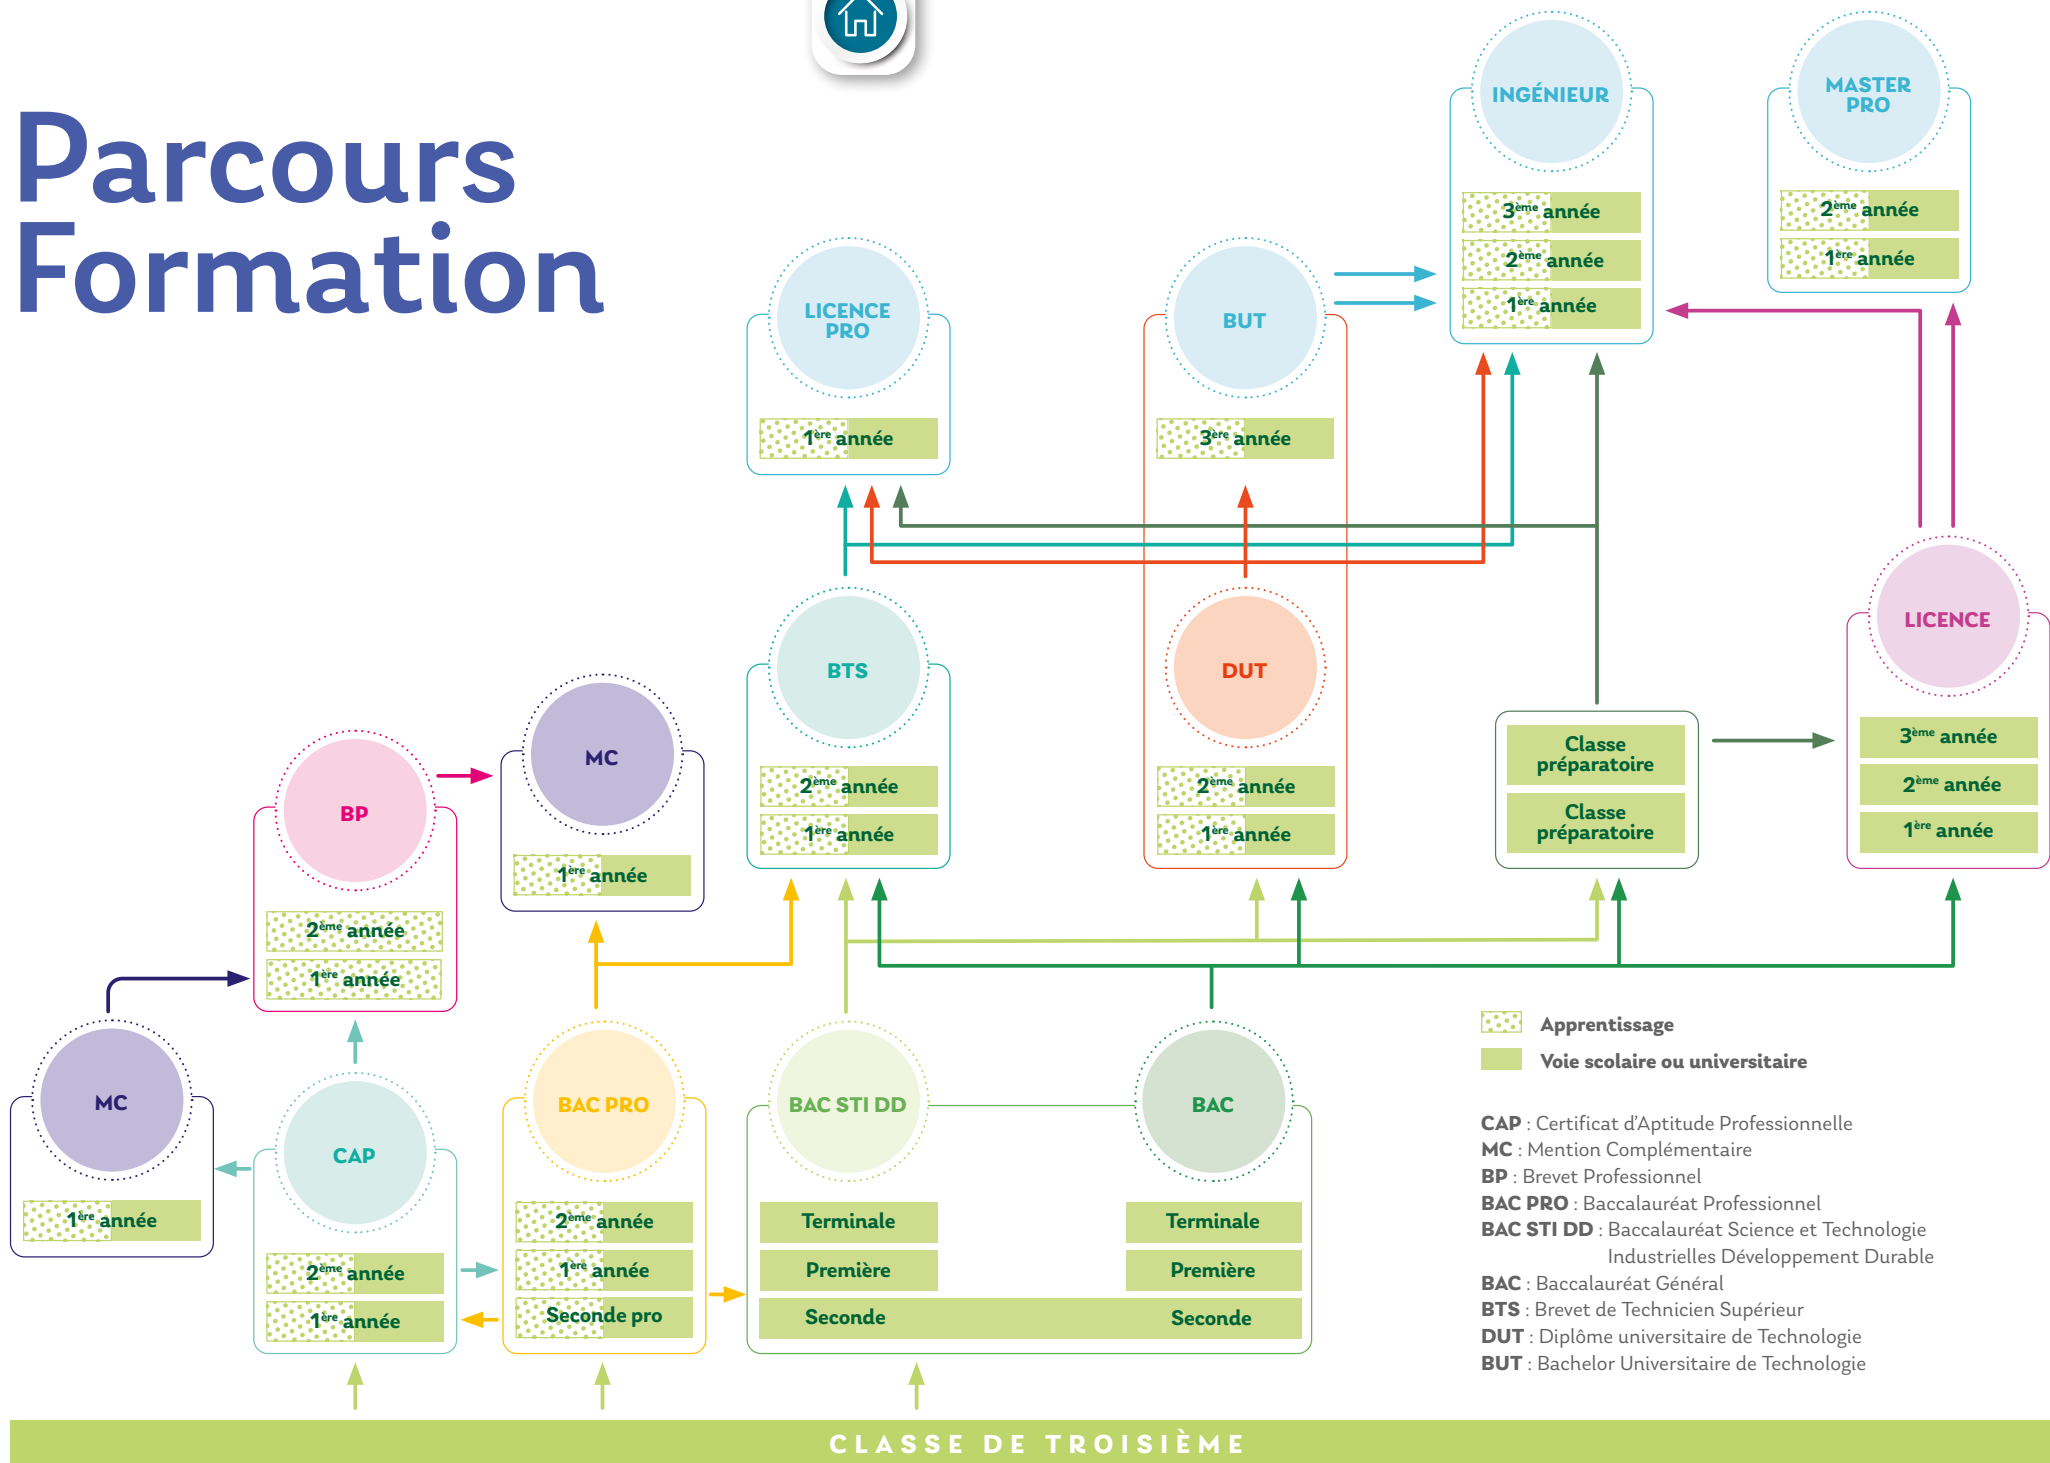 Parcours
Formation
INGÉNIEUR
3ème année
2ème année
1ère année
MASTER
PRO
2ème année
1ère année
LICENCE
PRO
1ère année
BUT
3ère année
BTS
2ème année
1ère année
DUT
2ème année
1ère année
Classe
préparatoire
Classe
préparatoire
LICENCE
3ème année
2ème année
1ère année
BP
2ème année
1ère année
MC
1ère année
MC
1ère année
CAP
2ème année
1ère année
BAC PRO
2ème année
1ère année
Seconde pro
BAC STI DD
Terminale
Première
Seconde
BAC
Terminale
Première
Seconde
Apprentissage
Voie scolaire ou universitaire
CAP : Certificat d'Aptitude Professionnelle
MC : Mention Complémentaire
BP : Brevet Professionnel
BAC PRO : Baccalauréat Professionnel
BAC STI DD : Baccalauréat Science et Technologie
Industrielles Développement Durable
BAC : Baccalauréat Général
BTS : Brevet de Technicien Supérieur
DUT : Diplôme universitaire de Technologie
BUT : Bachelor Universitaire de Technologie
CLASSE DE TROISIÈME